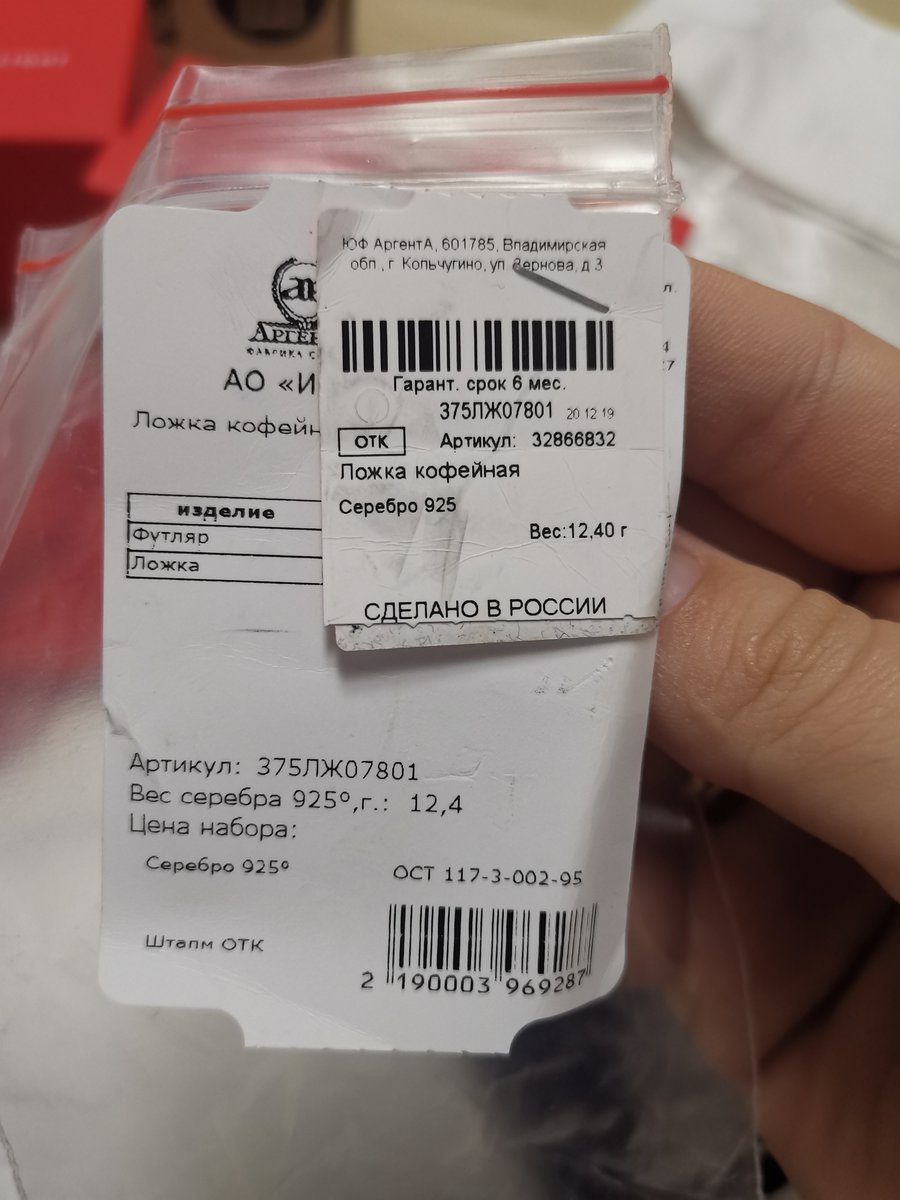 ЮФ АргентА, 601785, Владимирская
обл., г. Кольчугино, ул. Зернова, д 3
Гарант. срок 6 мес.
375ЛЖ07801 20 12 19
ОТК Артикул: 32866832
Ложка кофейная
Серебро 925
Вес:12,40 г
СДЕЛАНО В РОССИИ
АО «И
Ложка кофейн
изделие
Футляр
Ложка
Артикул: 375ЛЖ07801
Вес серебра 925°,г.: 12,4
Цена набора:
Серебро 925°
ОСТ 117-3-002-95
Штапм ОТК
2 190003 969287